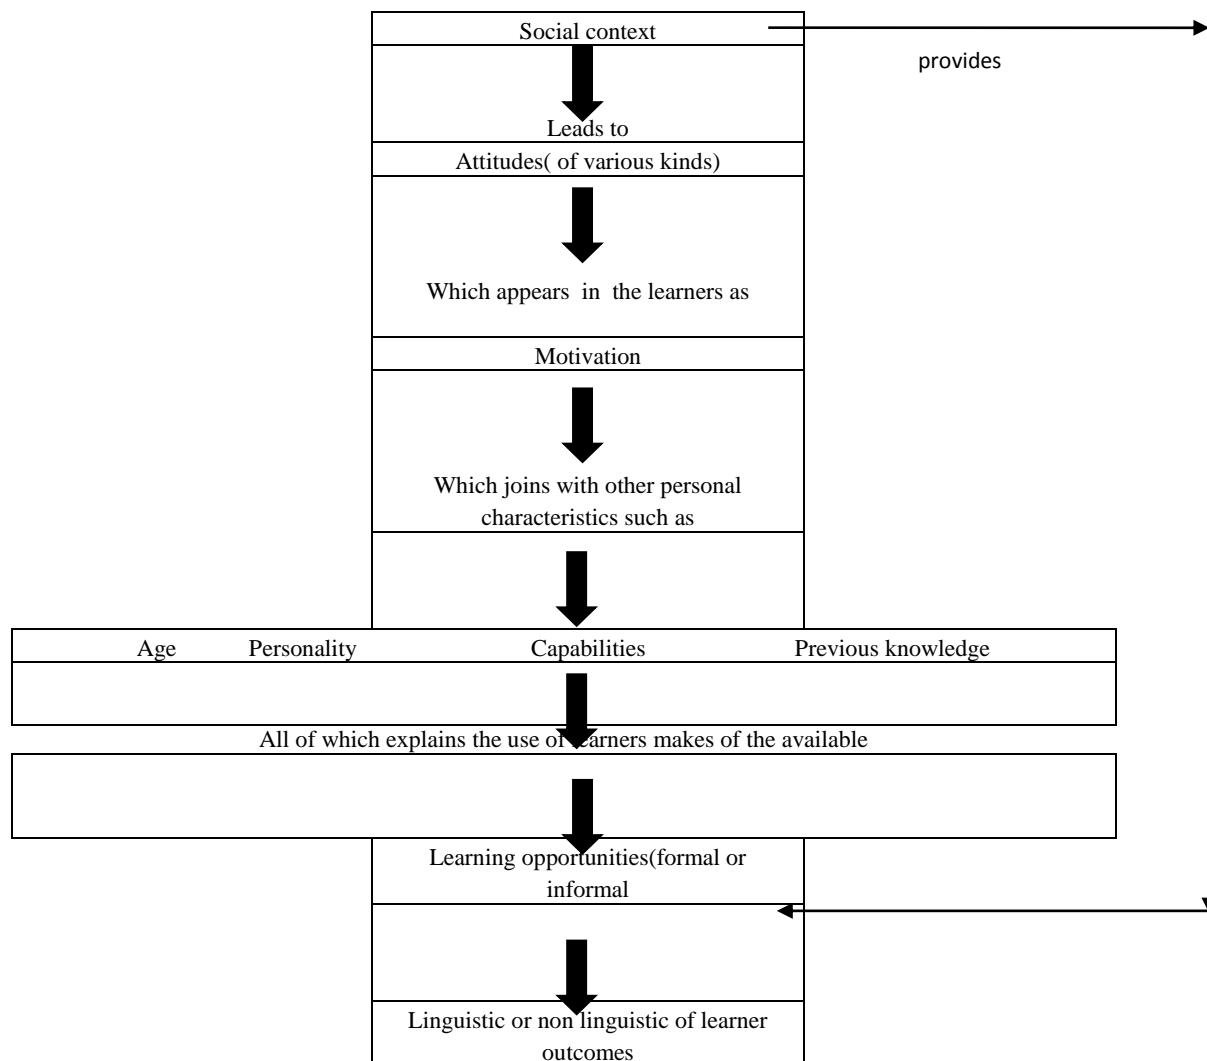 Social context
provides
Leads to
Attitudes( of various kinds)
Which appears in the learners as
Motivation
Which joins with other personal
characteristics such as
Age Personality Capabilities Previous knowledge
All of which explains the use of learners makes of the available
Learning opportunities(formal or
informal
Linguistic or non linguistic of learner
outcomes